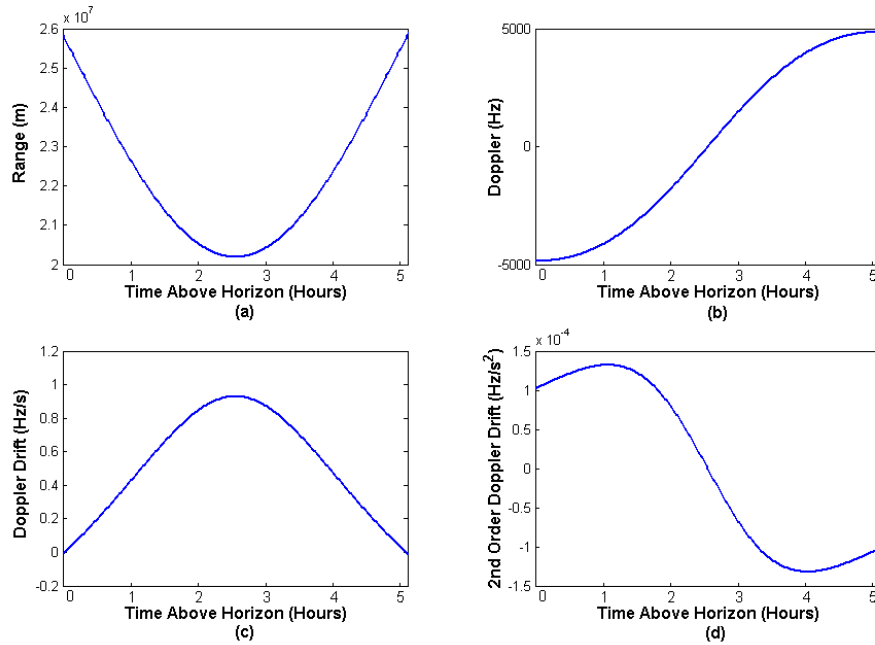 x 10^7
2.6
2.5
2.4
2.3
2.2
2.1
2
Range (m)
0 1 2 3 4 5
Time Above Horizon (Hours)
(a)
5000
0
-5000
Doppler (Hz)
0 1 2 3 4 5
Time Above Horizon (Hours)
(b)
1.2
1
0.8
0.6
0.4
0.2
0
-0.2
Doppler Drift (Hz/s)
0 1 2 3 4 5
Time Above Horizon (Hours)
(c)
x 10^-4
1.5
1
0.5
0
-0.5
-1
-1.5
2nd Order Doppler Drift (Hz/s²)
0 1 2 3 4 5
Time Above Horizon (Hours)
(d)